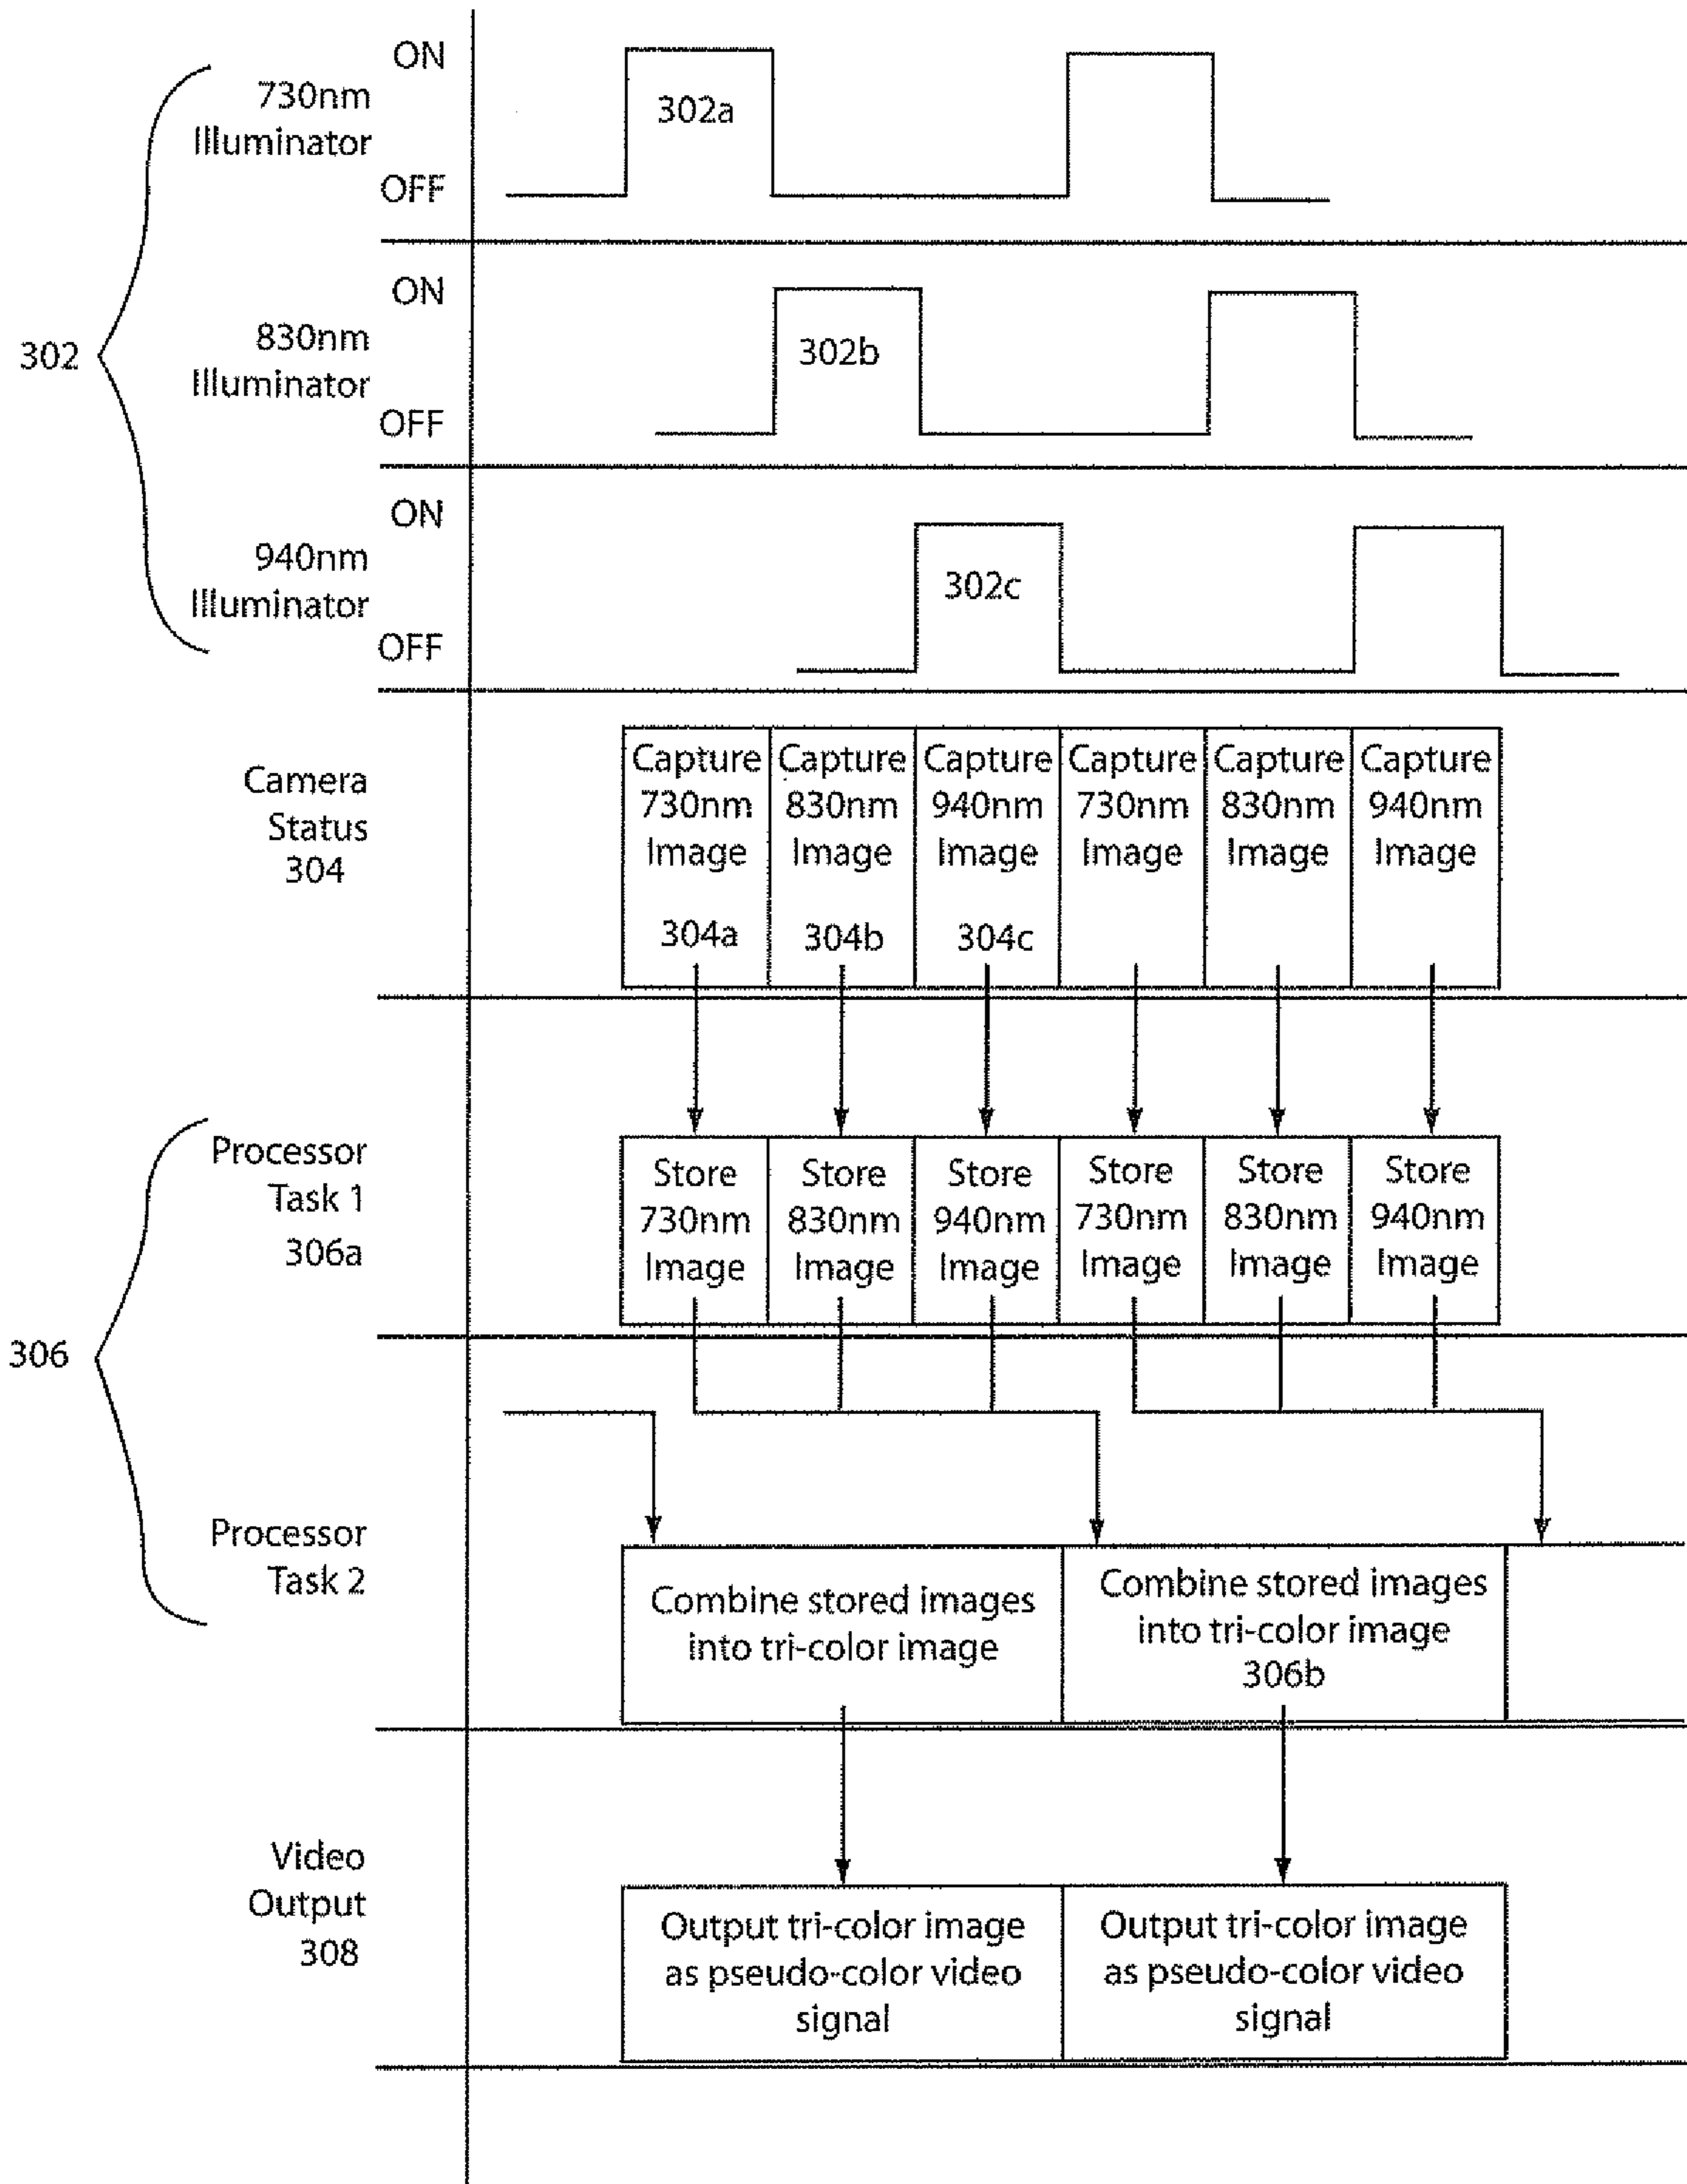 ON
730nm
Illuminator
302a
OFF
ON
830nm
Illuminator
302
302b
OFF
ON
940nm
Illuminator
302c
OFF
Camera
Status
304
Capture
730nm
Image
304a
Capture
830nm
Image
304b
Capture
940nm
Image
304c
Capture
730nm
Image
Capture
830nm
Image
Capture
940nm
Image
306
Processor
Task 1
306a
Store
730nm
Image
Store
830nm
Image
Store
940nm
Image
Store
730nm
Image
Store
830nm
Image
Store
940nm
Image
Processor
Task 2
Combine stored images
into tri-color image
Combine stored images
into tri-color image
306b
Video
Output
308
Output tri-color image
as pseudo-color video
signal
Output tri-color image
as pseudo-color video
signal